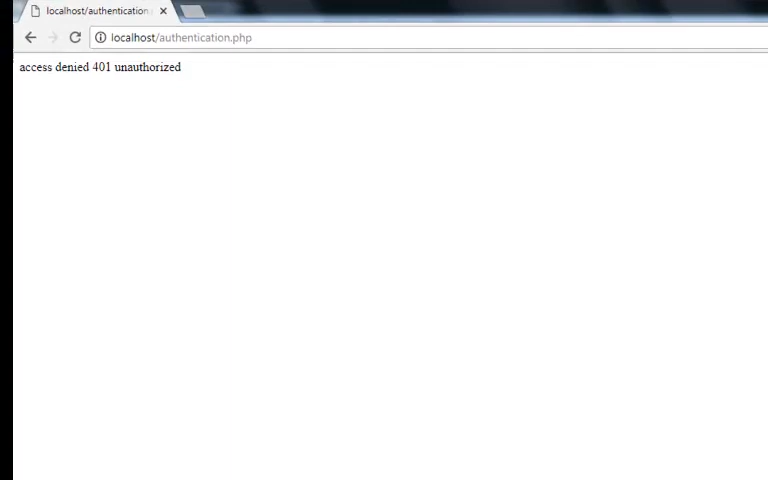 localhost/authentication.
localhost/authentication.php
access denied 401 unauthorized